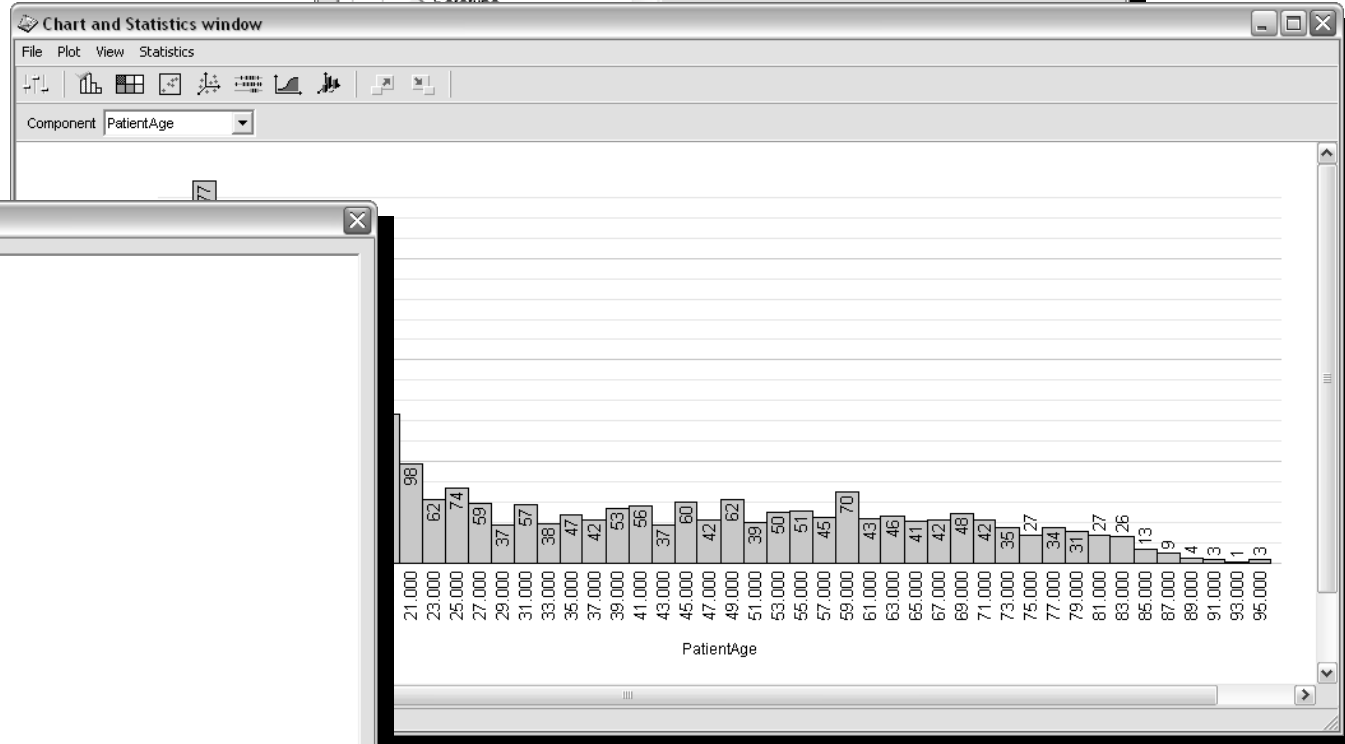 Chart and Statistics window
File Plot View Statistics
Component PatientAge
77
98 62 74 59 37 57 38 47 42 53 56 37 60 42 62 39 50 51 45 70 43 46 41 42 48 42 35 27 34 31 27 26 13 9 4 3 1 3
21.000 23.000 25.000 27.000 29.000 31.000 33.000 35.000 37.000 39.000 41.000 43.000 45.000 47.000 49.000 51.000 53.000 55.000 57.000 59.000 61.000 63.000 65.000 67.000 69.000 71.000 73.000 75.000 77.000 79.000 81.000 83.000 85.000 87.000 89.000 91.000 93.000 95.000
PatientAge